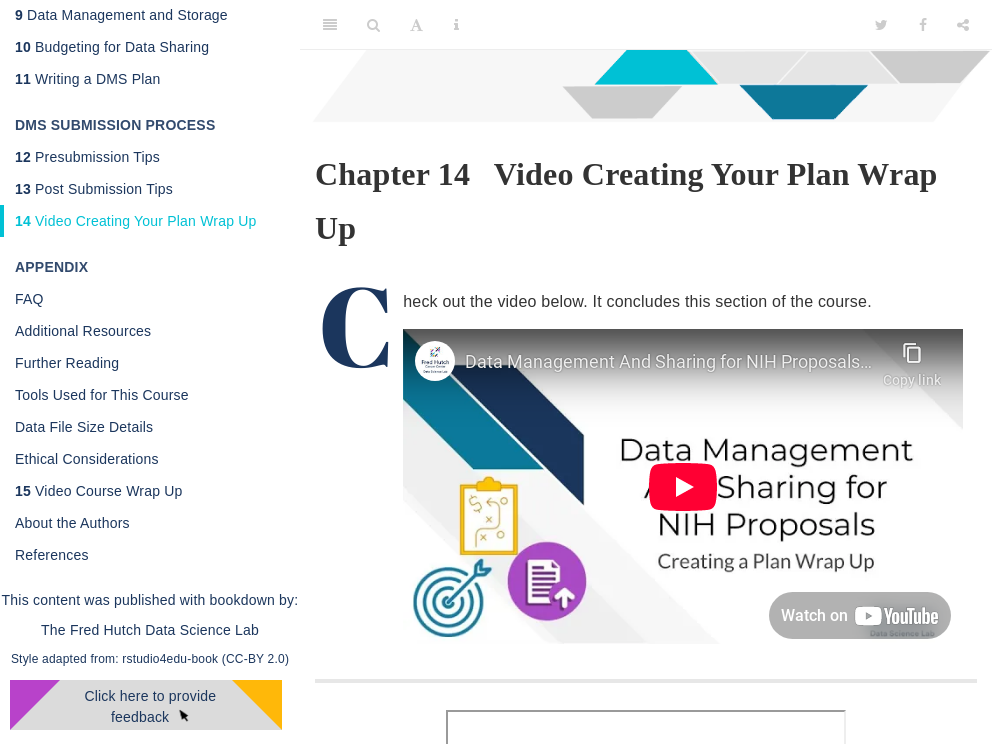 9 Data Management and Storage
10 Budgeting for Data Sharing
11 Writing a DMS Plan
DMS SUBMISSION PROCESS
12 Presubmission Tips
13 Post Submission Tips
14 Video Creating Your Plan Wrap Up
APPENDIX
FAQ
Additional Resources
Further Reading
Tools Used for This Course
Data File Size Details
Ethical Considerations
15 Video Course Wrap Up
About the Authors
References
This content was published with bookdown by:
The Fred Hutch Data Science Lab
Style adapted from: rstudio4edu-book (CC-BY 2.0)
Click here to provide
feedback
Chapter 14 Video Creating Your Plan Wrap
Up
Check out the video below. It concludes this section of the course.
Fred Hutch
Cancer Center
Data Science Lab
Data Management And Sharing for NIH Proposals...
Copy link
Data Management
And Sharing for
NIH Proposals
Creating a Plan Wrap Up
Watch on YouTube
Data Science Lab